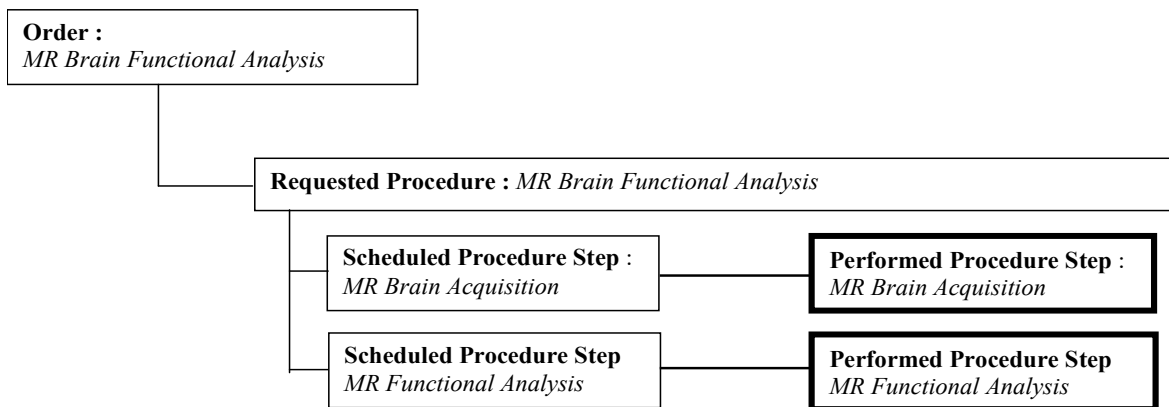 Order :
MR Brain Functional Analysis
Requested Procedure : MR Brain Functional Analysis
Scheduled Procedure Step :
MR Brain Acquisition
Performed Procedure Step :
MR Brain Acquisition
Scheduled Procedure Step
MR Functional Analysis
Performed Procedure Step
MR Functional Analysis